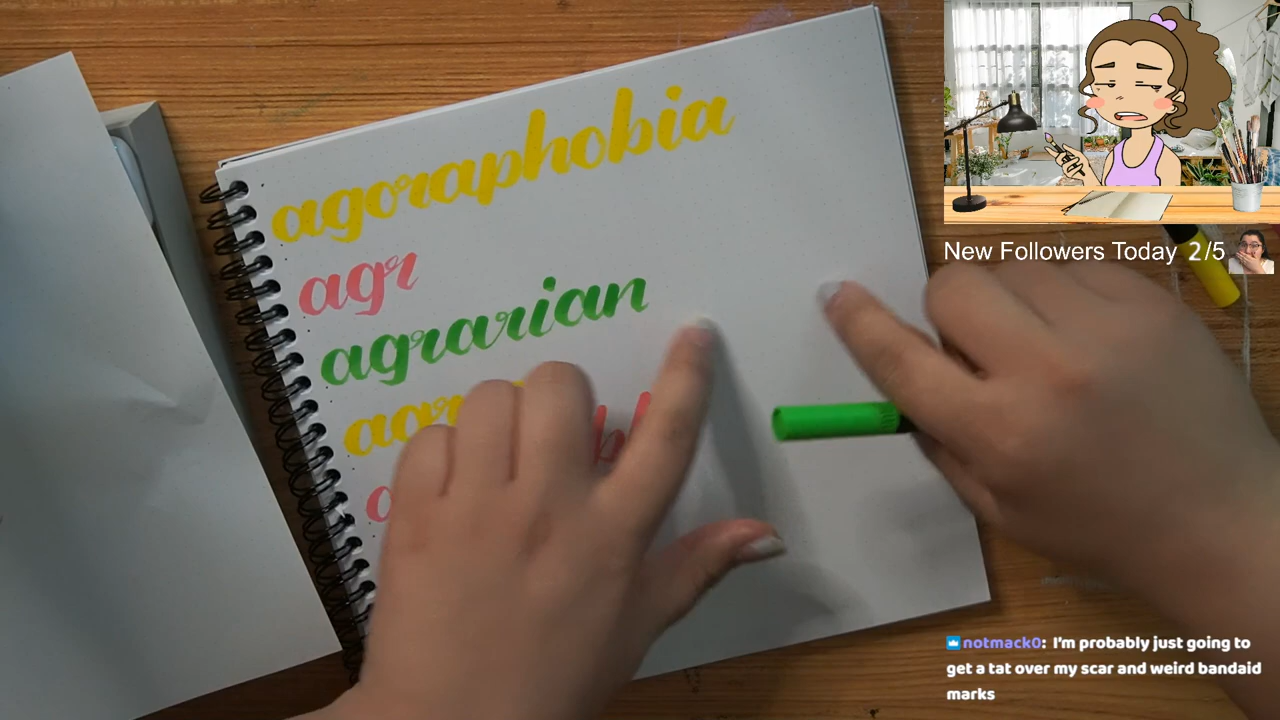 agoraphobia
agr
agrarian
New Followers Today 2/5
notmack0: I'm probably just going to
get a tat over my scar and weird bandaid
marks